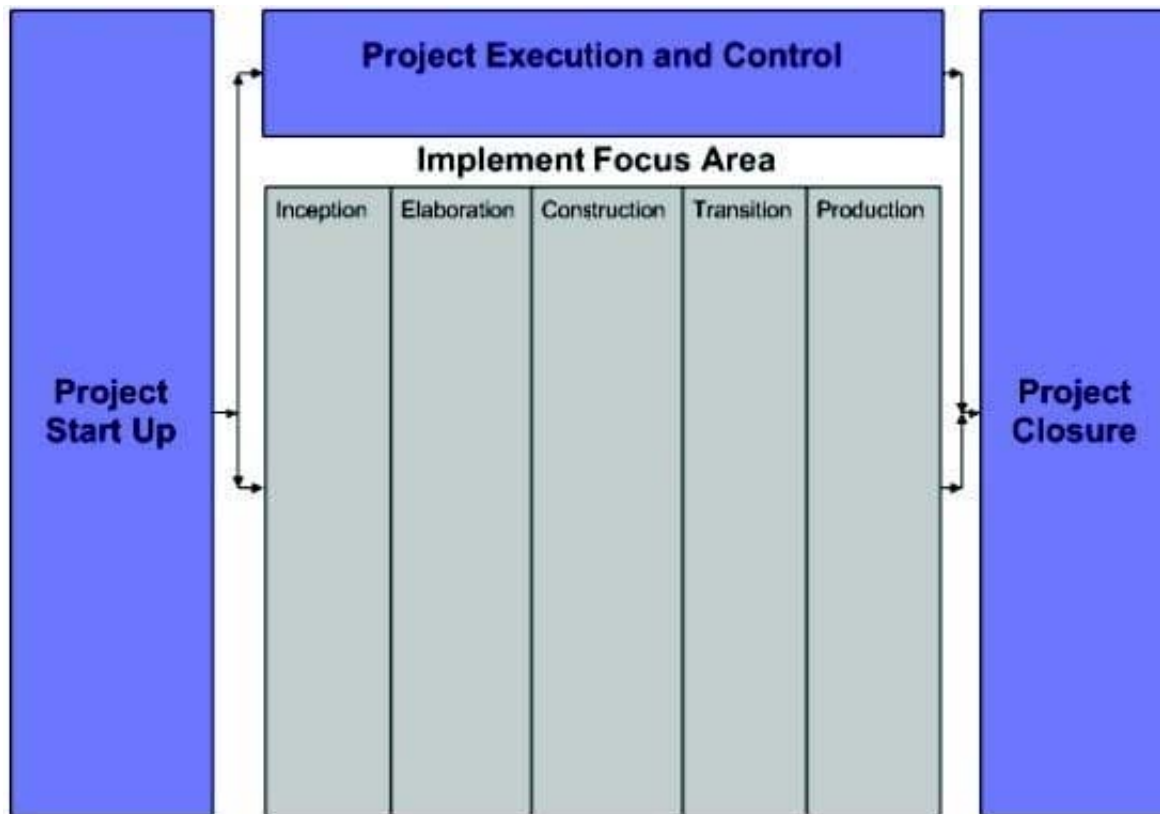 Project Execution and Control
Implement Focus Area
Inception
Elaboration
Construction
Transition
Production
Project
Start Up
Project
Closure